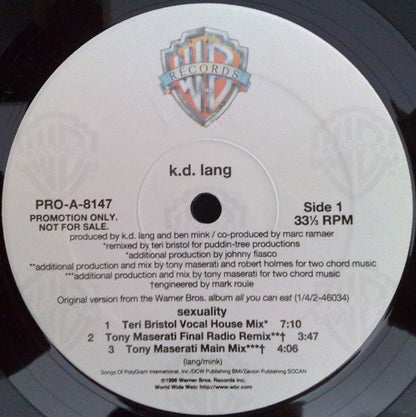 WB
RECORDS
k.d. lang
PRO-A-8147
PROMOTION ONLY.
NOT FOR SALE.
Side 1
33⅓ RPM
produced by k.d. lang and ben mink / co-produced by marc ramaer
*remixed by teri bristol for puddin-tree productions
*additional production by johnny fiasco
**additional production and mix by tony maserati and robert holmes for two chord music
***additional production and mix by tony maserati for two chord music
†engineered by mark roule
Original version from the Warner Bros. album all you can eat (1/4/2-46034)
sexuality
1 Teri Bristol Vocal House Mix* 7:10
2 Tony Maserati Final Radio Remix**† 3:47
3 Tony Maserati Main Mix***† 4:06
(lang/mink)
Songs Of PolyGram International, Inc./OCW Publishing BMI/Zavion Publishing SOCAN
℗1996 Warner Bros. Records Inc.
World Wide Web: http://www.wbr.com